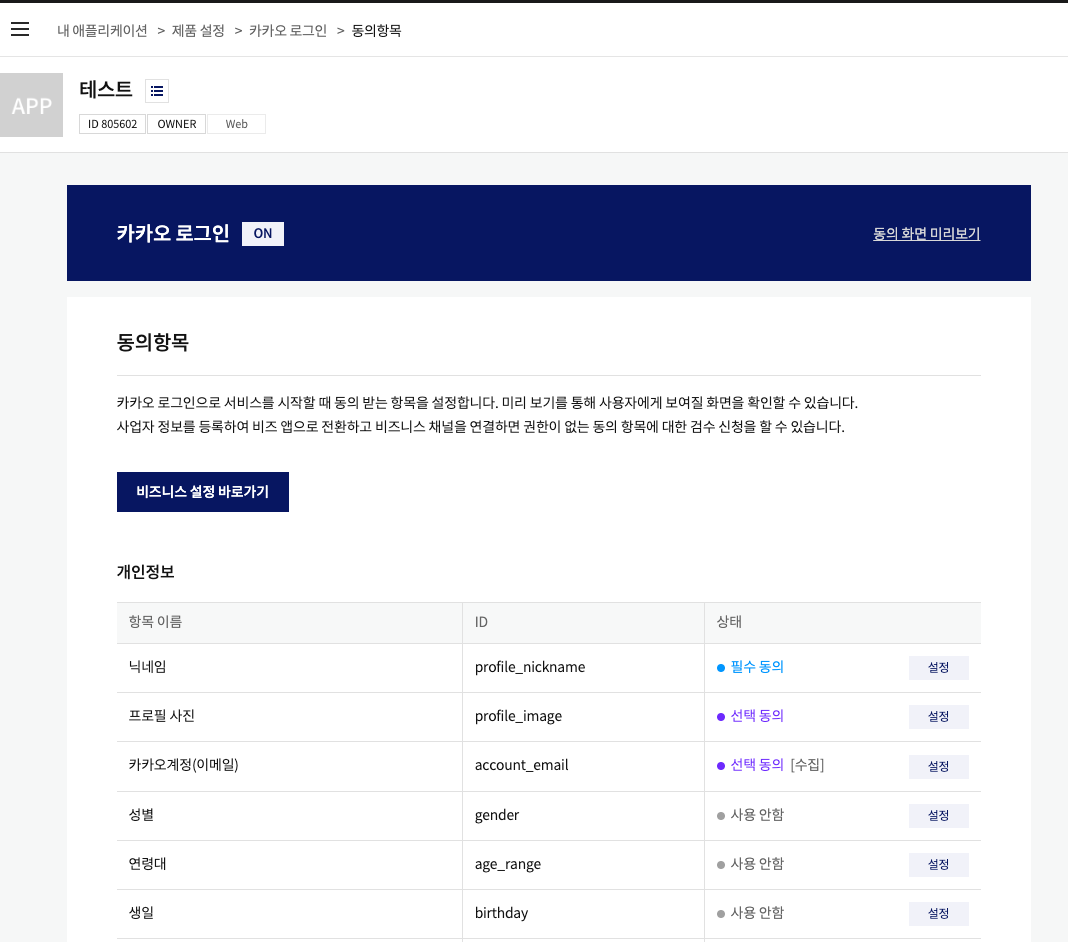 내 애플리케이션 > 제품 설정 > 카카오 로그인 > 동의항목
APP
테스트
ID 805602 OWNER Web
카카오 로그인 ON 동의 화면 미리보기
동의항목
카카오 로그인으로 서비스를 시작할 때 동의 받는 항목을 설정합니다. 미리 보기를 통해 사용자에게 보여질 화면을 확인할 수 있습니다.
사업자 정보를 등록하여 비즈 앱으로 전환하고 비즈니스 채널을 연결하면 권한이 없는 동의 항목에 대한 검수 신청을 할 수 있습니다.
비즈니스 설정 바로가기
개인정보
항목 이름 ID 상태
닉네임 profile_nickname 필수 동의 설정
프로필 사진 profile_image 선택 동의 설정
카카오계정(이메일) account_email 선택 동의 [수집] 설정
성별 gender 사용 안함 설정
연령대 age_range 사용 안함 설정
생일 birthday 사용 안함 설정